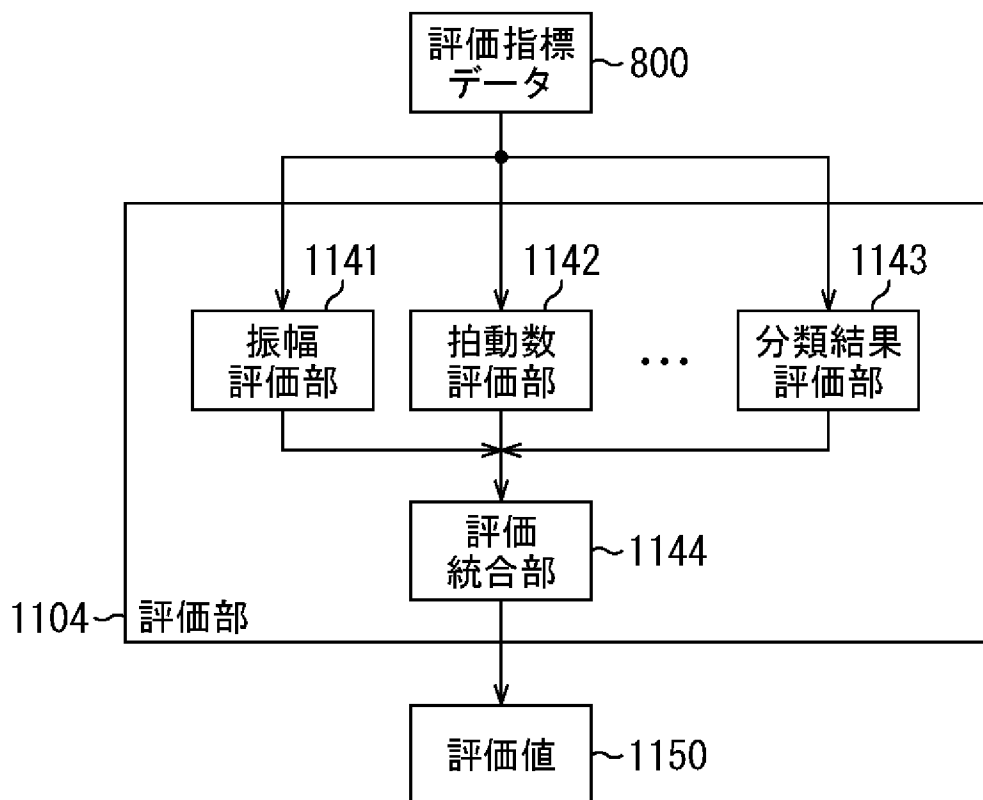 評価指標
データ
800
1141
1142
1143
振幅
評価部
拍動数
評価部
•••
分類結果
評価部
評価
統合部
1144
1104
評価部
評価値
1150